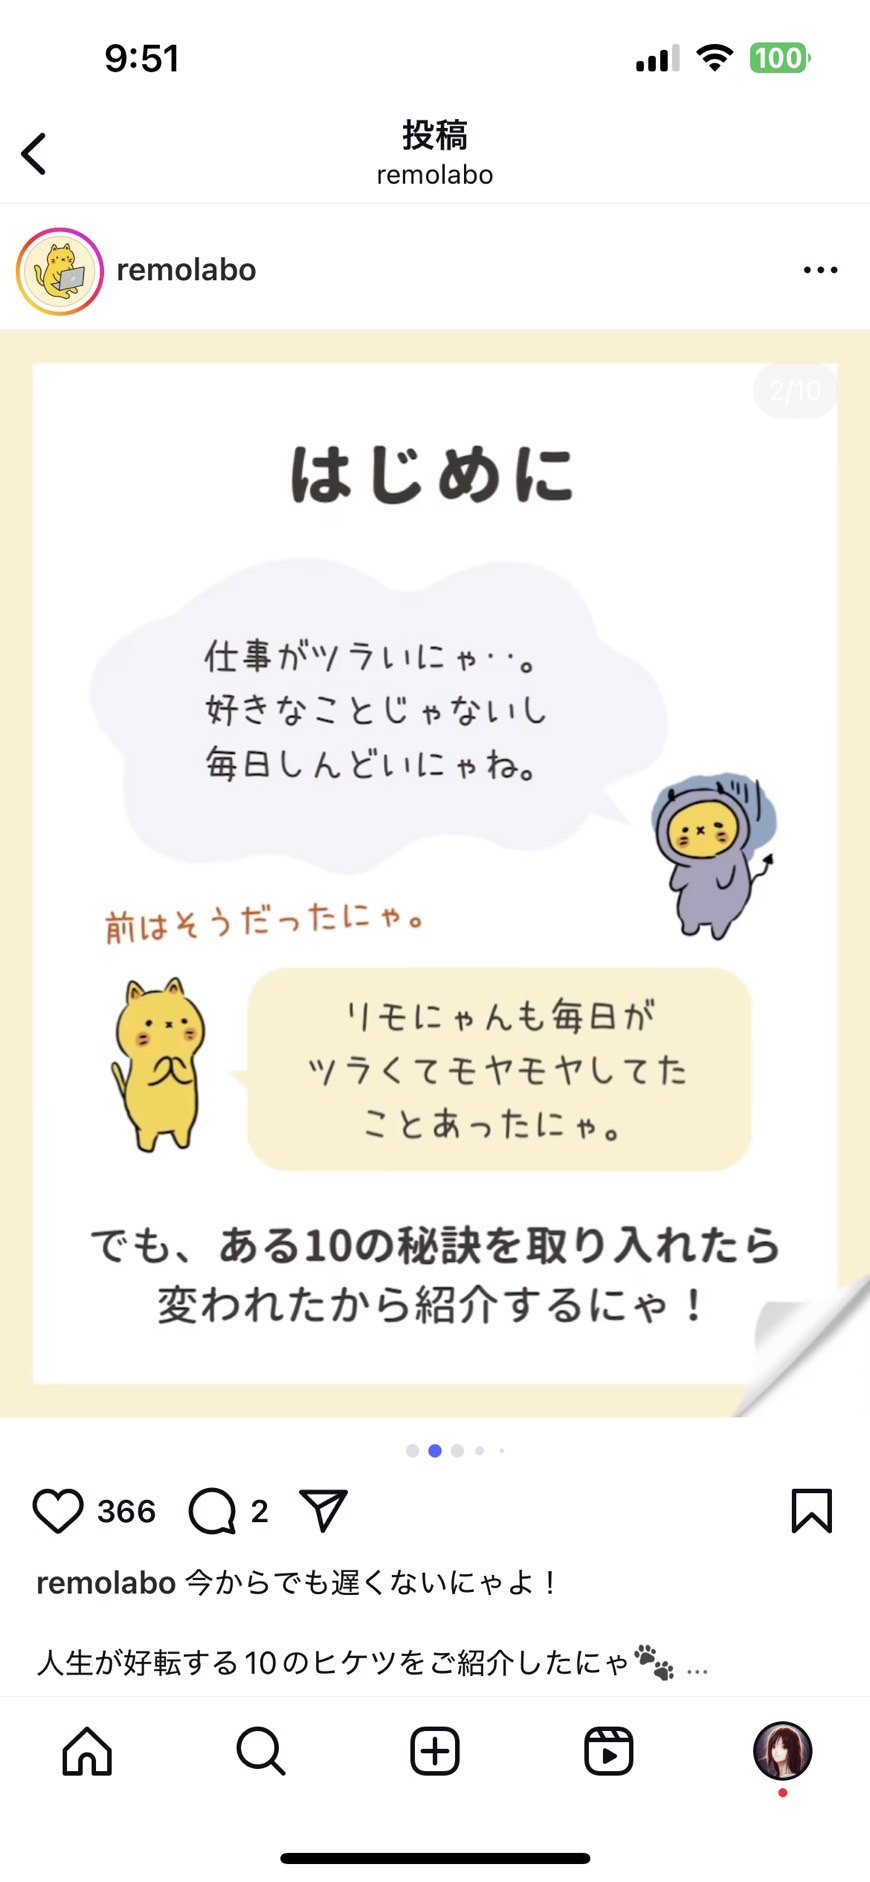 9:51
100
投稿
remolabo
remolabo
2/10
はじめに
仕事がツラいにゃ‥。
好きなことじゃないし
毎日しんどいにゃね。
前はそうだったにゃ。
リモにゃんも毎日が
ツラくてモヤモヤしてた
ことあったにゃ。
でも、ある10の秘訣を取り入れたら
変われたから紹介するにゃ！
366
2
remolabo 今からでも遅くないにゃよ！
人生が好転する10のヒケツをご紹介したにゃ🐾 ...